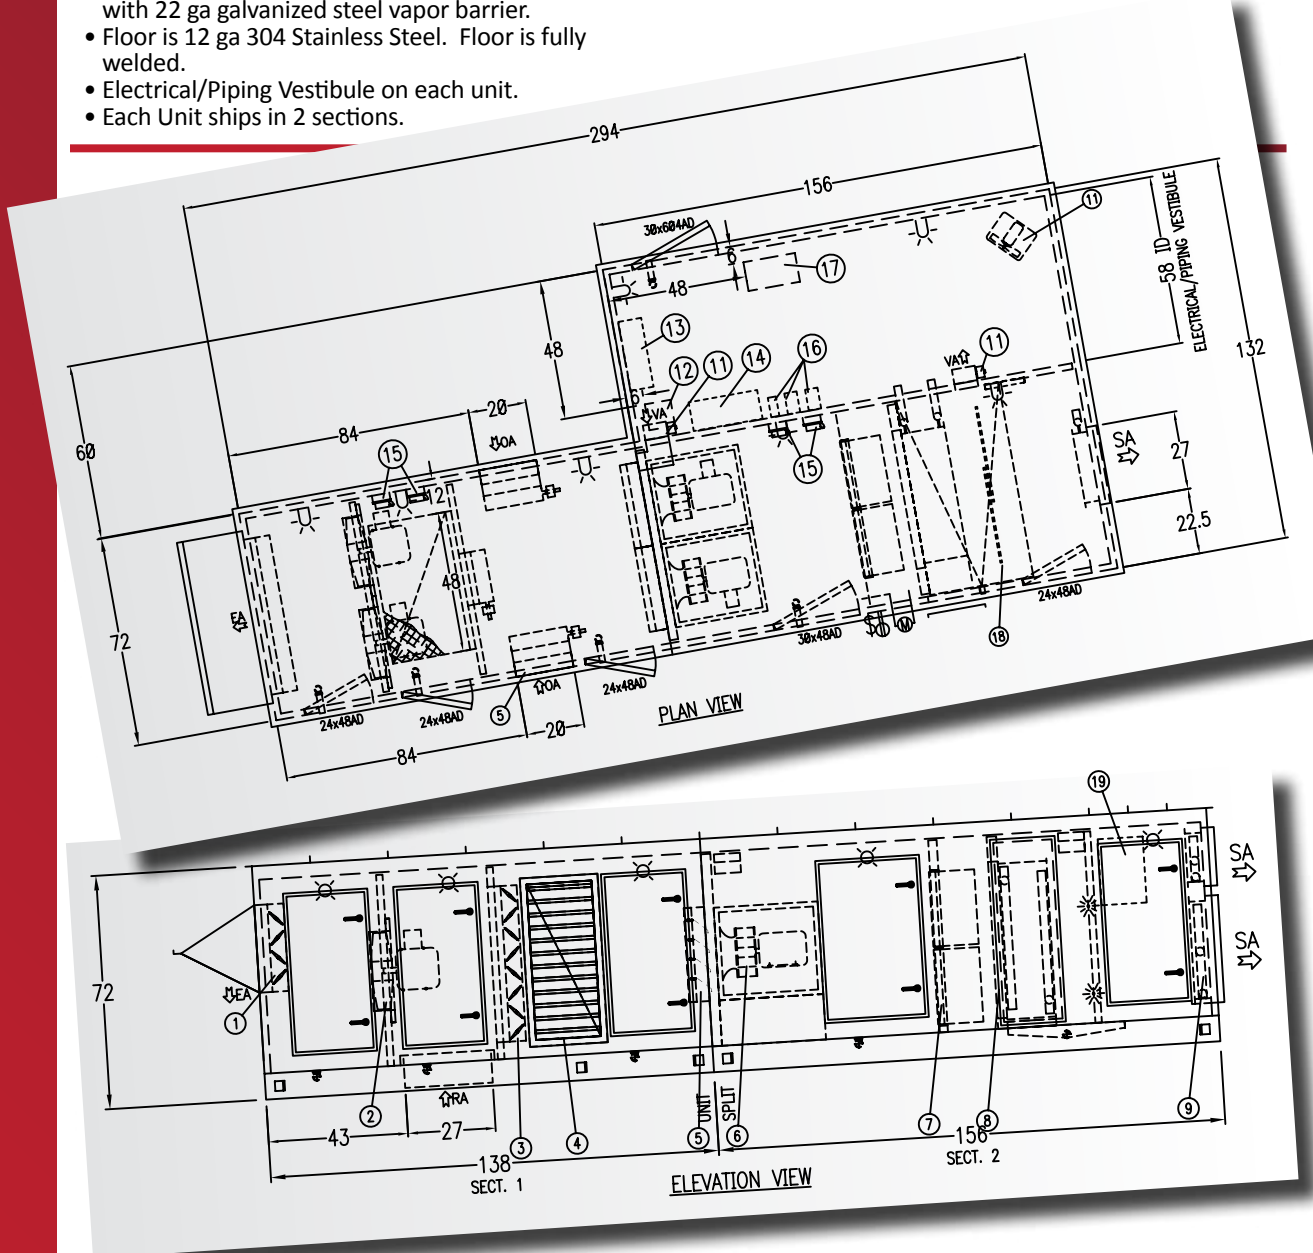 with 22 ga galvanized steel vapor barrier.
• Floor is 12 ga 304 Stainless Steel.  Floor is fully
welded.
• Electrical/Piping Vestibule on each unit.
• Each Unit ships in 2 sections.
294
156
30x604AD
6
48
17
11
58 ID
ELECTRICAL/PIPING VESTIBULE
132
13
48
6
12
11
14
16
VA
VA
11
20
84
60
15
OA
12
15
SA
27
22.5
48
EA
72
24x48AD
24x48AD
5
OA
24x48AD
30x48AD
18
24x48AD
84
20
PLAN VIEW
19
SA
SA
72
EA
1
2
RA
3
4
5
UNIT
SPLIT
6
7
8
9
43
27
138
SECT. 1
156
SECT. 2
ELEVATION VIEW